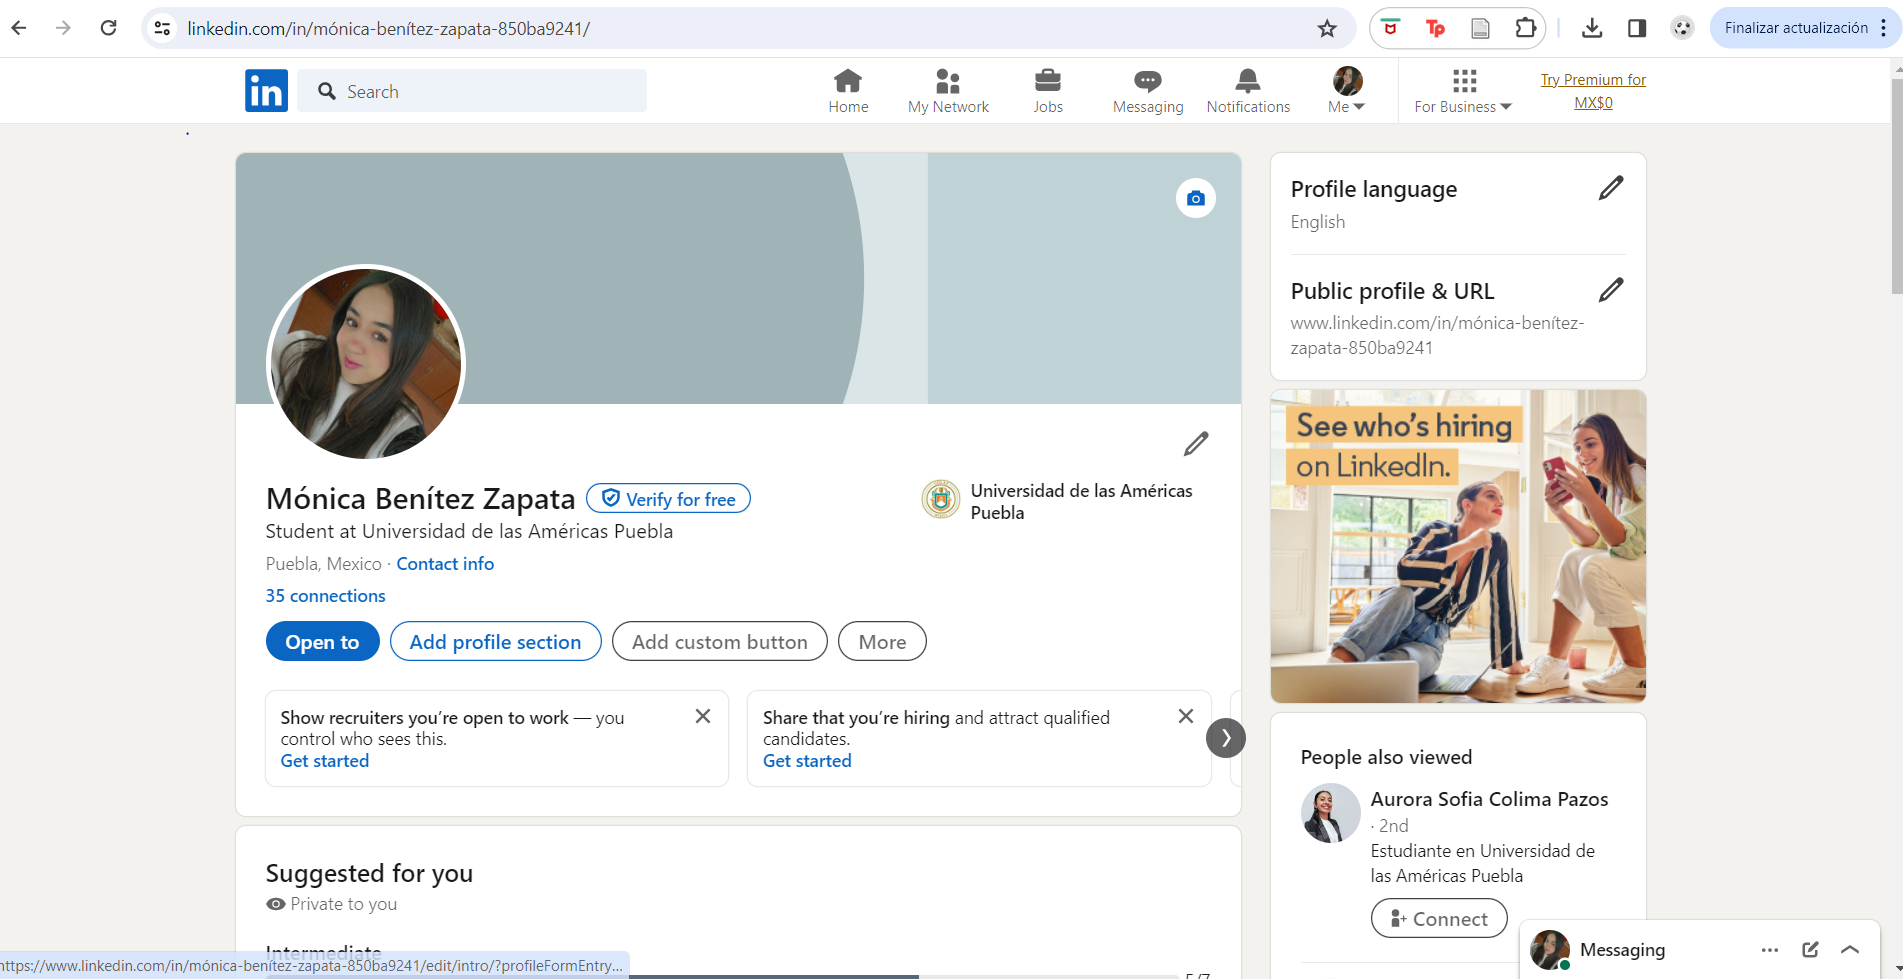 linkedin.com/in/mónica-benítez-zapata-850ba9241/
Finalizar actualización
in
Search
Home
My Network
Jobs
Messaging
Notifications
Me
For Business
Try Premium for
MX$0
Profile language
English
Public profile & URL
www.linkedin.com/in/mónica-benítez-
zapata-850ba9241
See who's hiring
on LinkedIn.
Mónica Benítez Zapata
Verify for free
Universidad de las Américas
Puebla
Student at Universidad de las Américas Puebla
Puebla, Mexico · Contact info
35 connections
Open to
Add profile section
Add custom button
More
Show recruiters you're open to work — you
control who sees this.
Get started
Share that you're hiring and attract qualified
candidates.
Get started
People also viewed
Aurora Sofia Colima Pazos
· 2nd
Estudiante en Universidad de
las Américas Puebla
Connect
Suggested for you
Private to you
Intermediate
5/7
https://www.linkedin.com/in/mónica-benítez-zapata-850ba9241/edit/intro/?profileFormEntry...
Messaging